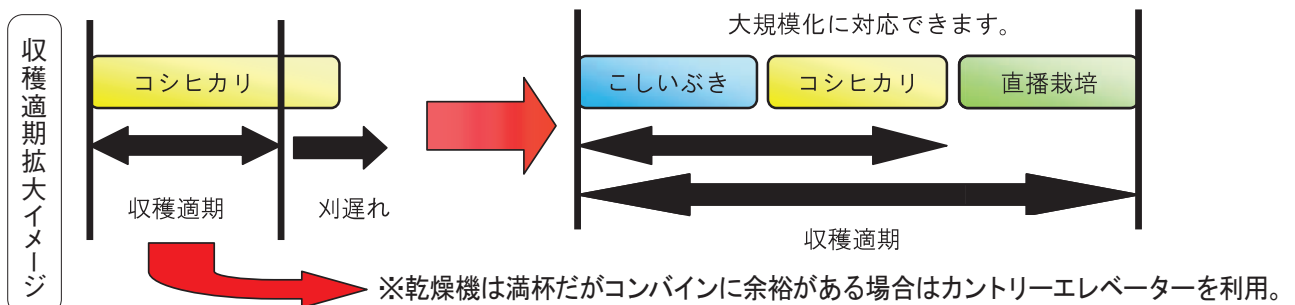 収穫適期拡大イメージ
大規模化に対応できます。
コシヒカリ
こしいぶき
コシヒカリ
直播栽培
収穫適期
刈遅れ
収穫適期
※乾燥機は満杯だがコンバインに余裕がある場合はカントリーエレベーターを利用。